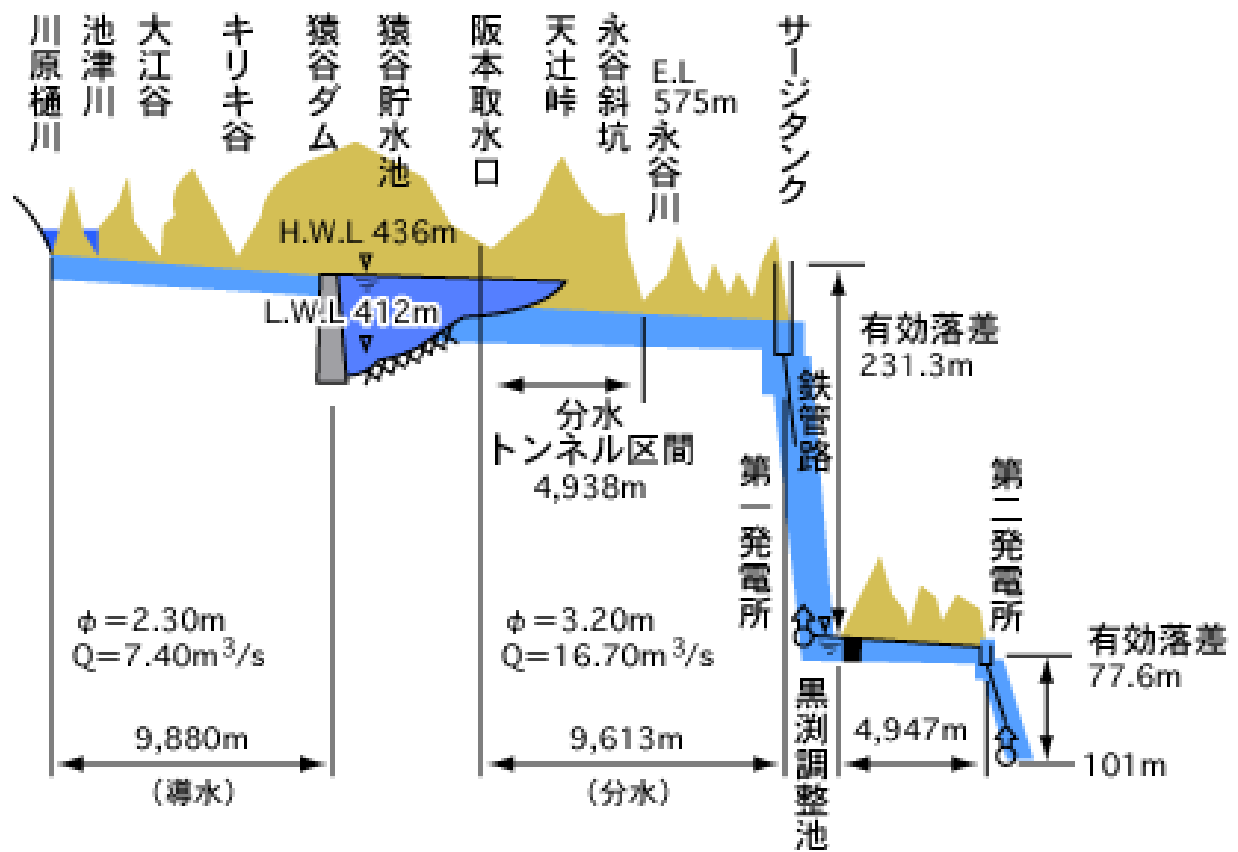 川原樋川
池津川
大江谷
キリキ谷
猿谷ダム
猿谷貯水池
阪本取水口
天辻峠
永谷斜坑
E.L
575m
永谷川
サージタンク
H.W.L 436m
L.W.L 412m
有効落差
231.3m
鉄管路
分水
トンネル区間
4,938m
第一発電所
第二発電所
φ＝2.30m
Q＝7.40m³/s
φ＝3.20m
Q＝16.70m³/s
有効落差
77.6m
黒渕調整池
9,880m
（導水）
9,613m
（分水）
4,947m
101m